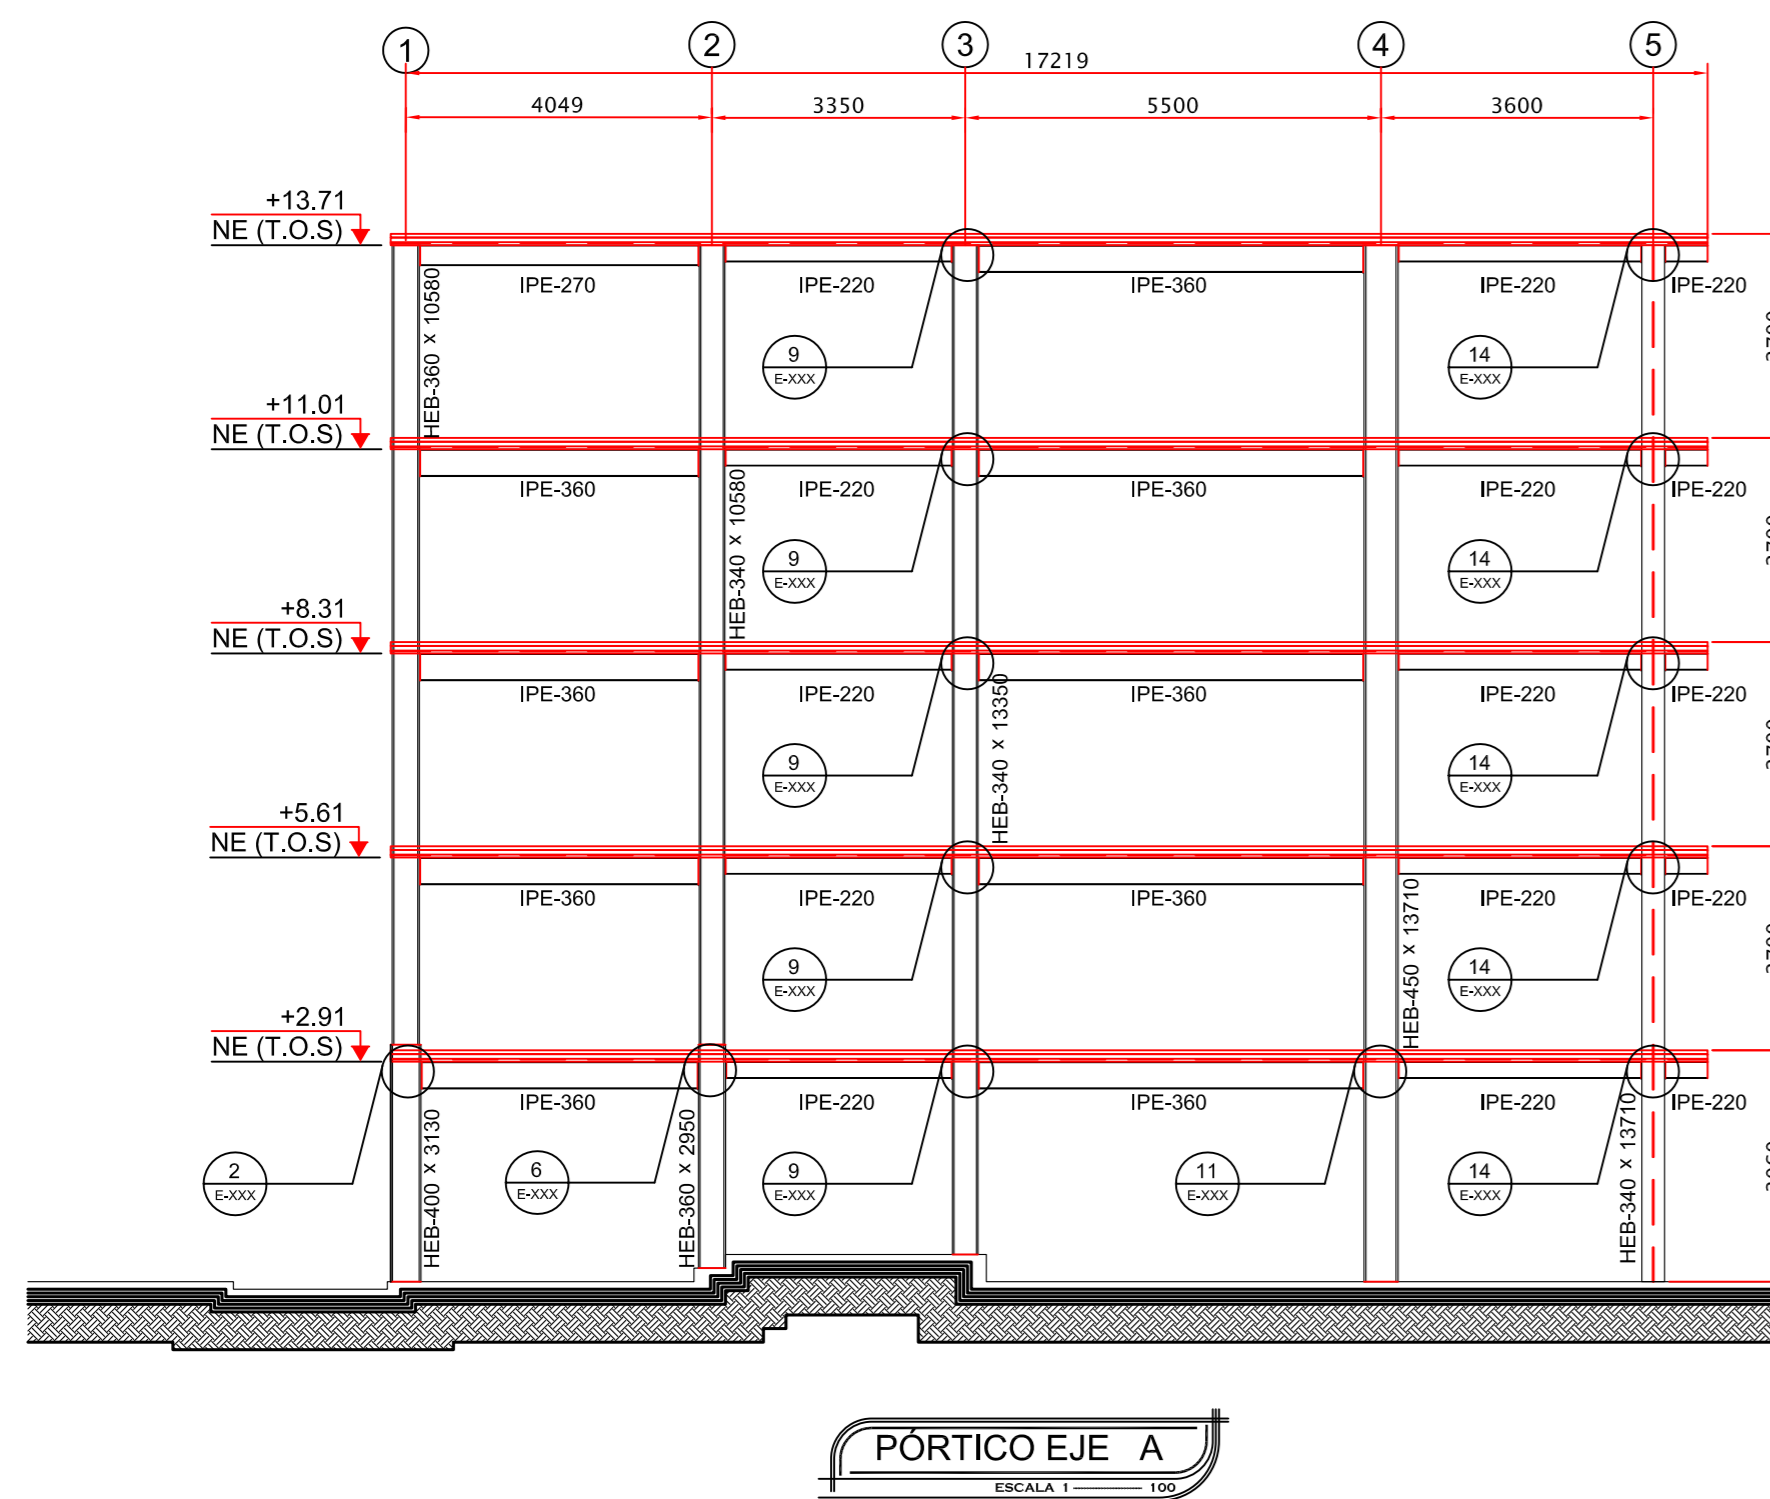 1 2 3 4 5
17219
4049 3350 5500 3600
+13.71
NE (T.O.S)
IPE-270 IPE-220 IPE-360 IPE-220 IPE-220
HEB-360 x 10580
9
E-XXX
14
E-XXX
+11.01
NE (T.O.S)
IPE-360 IPE-220 IPE-360 IPE-220 IPE-220
HEB-340 x 10580
9
E-XXX
14
E-XXX
+8.31
NE (T.O.S)
IPE-360 IPE-220 IPE-360 IPE-220 IPE-220
HEB-340 x 13350
9
E-XXX
14
E-XXX
+5.61
NE (T.O.S)
IPE-360 IPE-220 IPE-360 IPE-220 IPE-220
HEB-450 x 13710
9
E-XXX
14
E-XXX
+2.91
NE (T.O.S)
IPE-360 IPE-220 IPE-360 IPE-220 IPE-220
HEB-400 x 3130
HEB-360 x 2950
HEB-340 x 13710
2
E-XXX
6
E-XXX
9
E-XXX
11
E-XXX
14
E-XXX
PÓRTICO EJE A
ESCALA 1 100